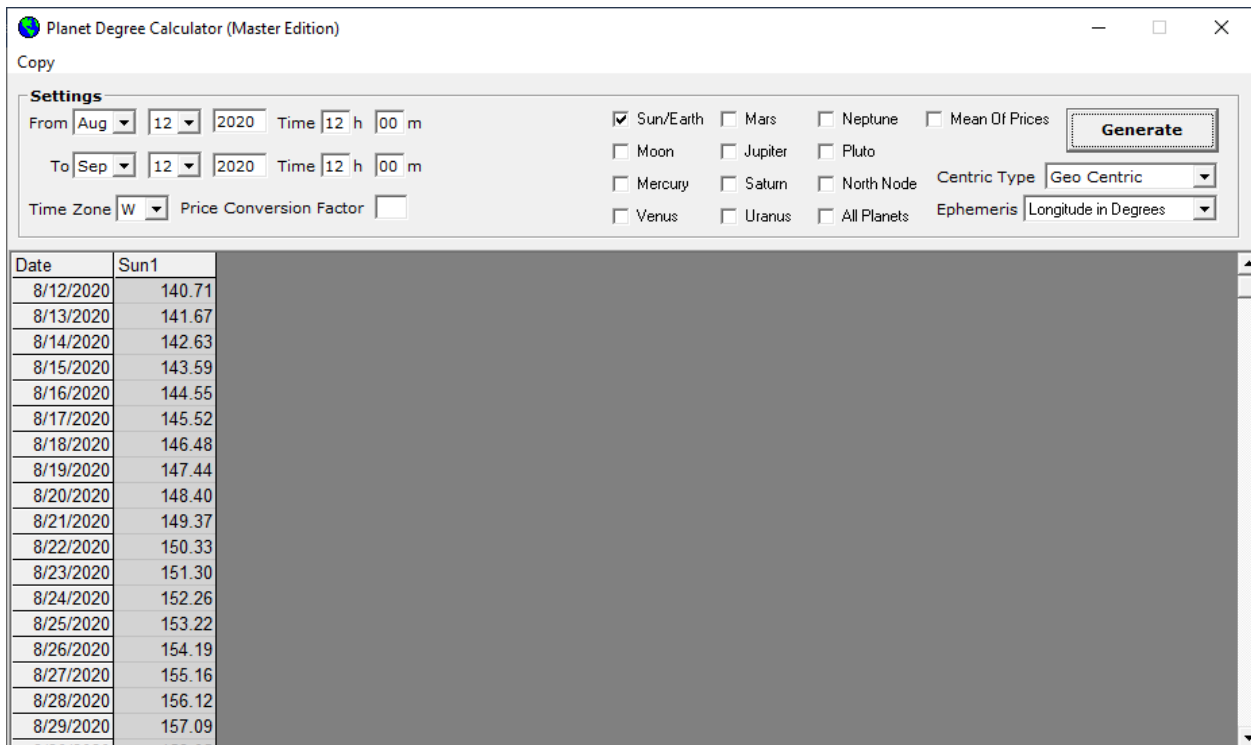 Planet Degree Calculator (Master Edition)
Copy
Settings
From Aug 12 2020 Time 12 h 00 m
To Sep 12 2020 Time 12 h 00 m
Time Zone W Price Conversion Factor
Sun/Earth Mars Neptune Mean Of Prices
Moon Jupiter Pluto
Mercury Saturn North Node
Venus Uranus All Planets
Generate
Centric Type Geo Centric
Ephemeris Longitude in Degrees
Date Sun1
8/12/2020 140.71
8/13/2020 141.67
8/14/2020 142.63
8/15/2020 143.59
8/16/2020 144.55
8/17/2020 145.52
8/18/2020 146.48
8/19/2020 147.44
8/20/2020 148.40
8/21/2020 149.37
8/22/2020 150.33
8/23/2020 151.30
8/24/2020 152.26
8/25/2020 153.22
8/26/2020 154.19
8/27/2020 155.16
8/28/2020 156.12
8/29/2020 157.09